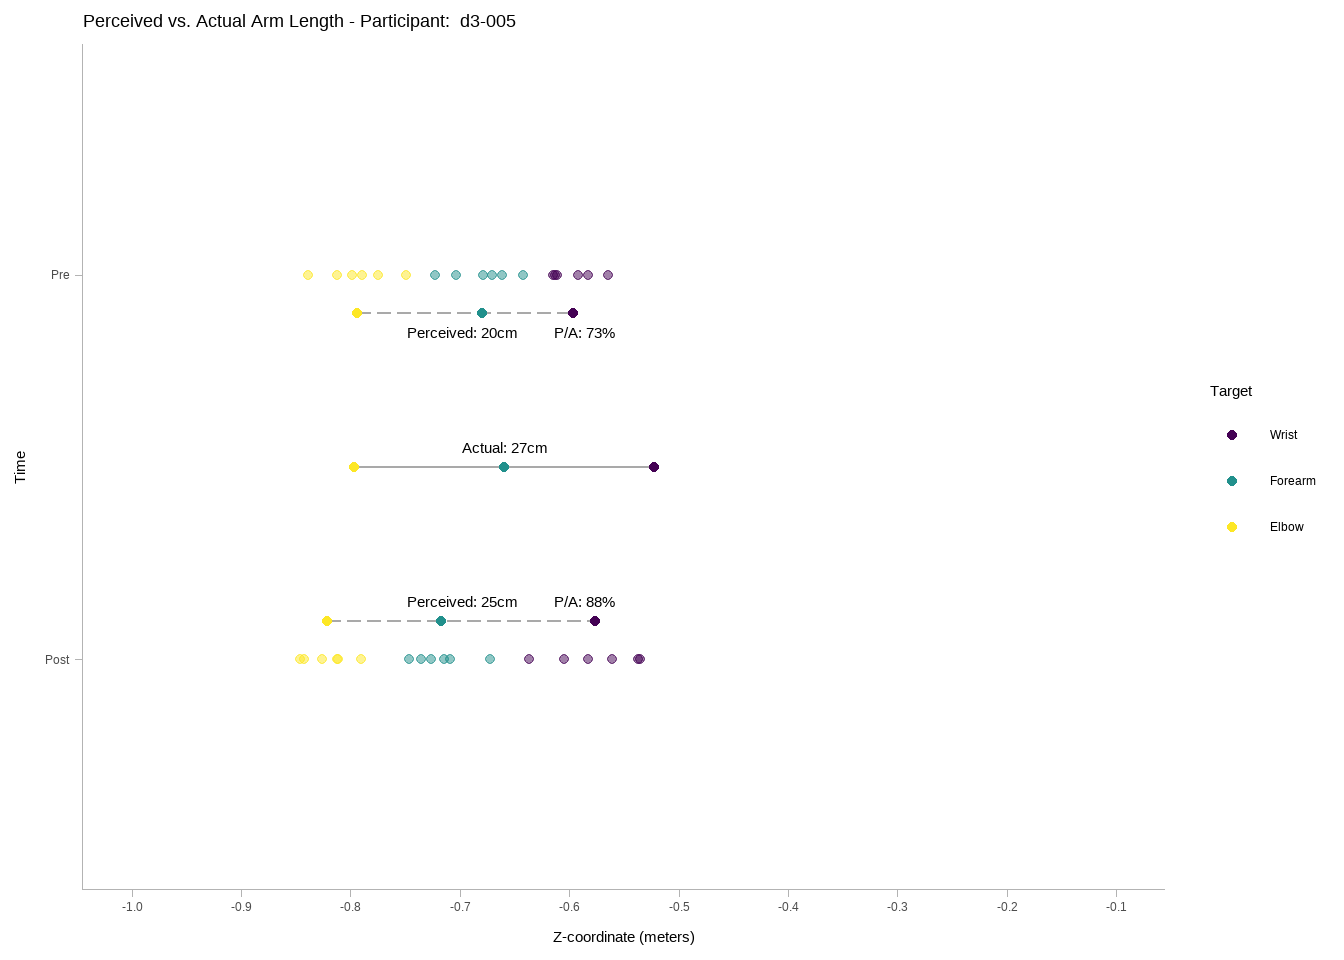 Perceived vs. Actual Arm Length - Participant:  d3-005
Pre
Perceived: 20cm
P/A: 73%
Actual: 27cm
Time
Perceived: 25cm
P/A: 88%
Post
-1.0
-0.9
-0.8
-0.7
-0.6
-0.5
-0.4
-0.3
-0.2
-0.1
Z-coordinate (meters)
Target
Wrist
Forearm
Elbow